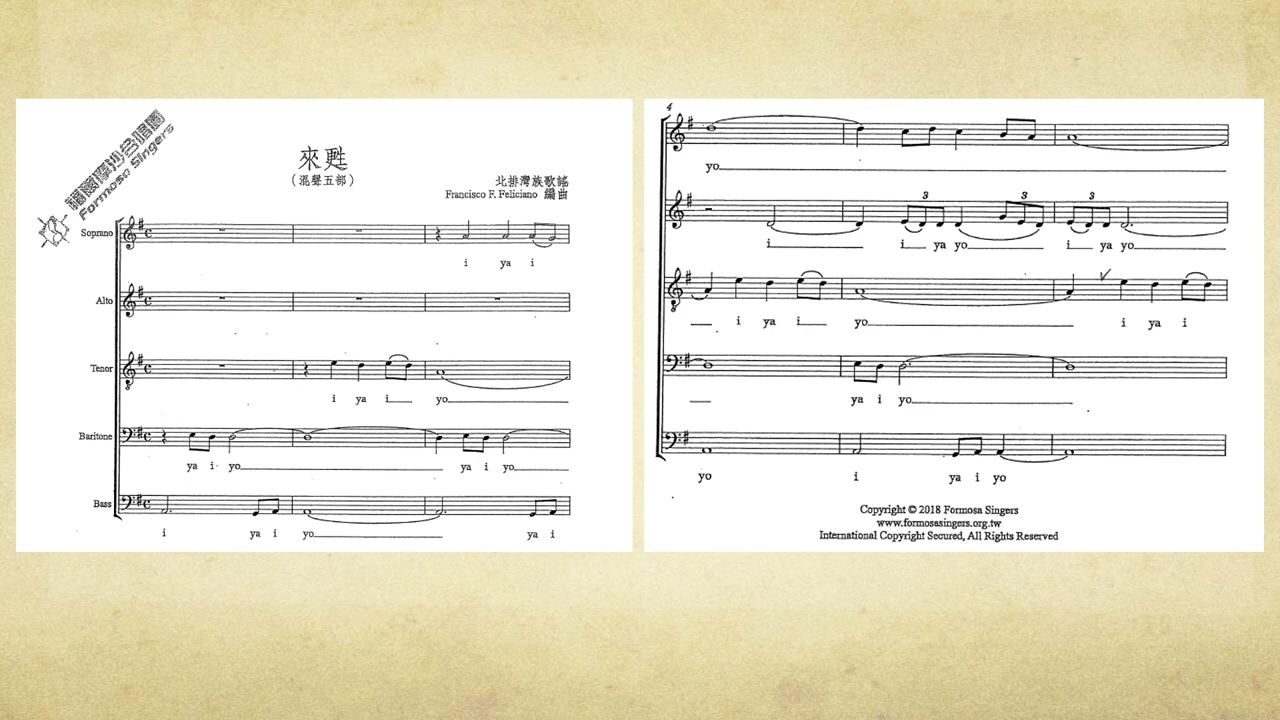 福爾摩沙合唱團
Formosa Singers
來甦
(混聲五部)
北排灣族歌謠
Francisco F. Feliciano 編曲
Soprano
i ya i
Alto
Tenor
i ya i yo
Baritone
ya i yo ya i yo
Bass
i ya i yo ya i
4
yo
3 3 3
i i ya yo i ya yo
i ya i yo i ya i
ya i yo
yo i ya i yo
Copyright © 2018 Formosa Singers
www.formosasingers.org.tw
International Copyright Secured, All Rights Reserved